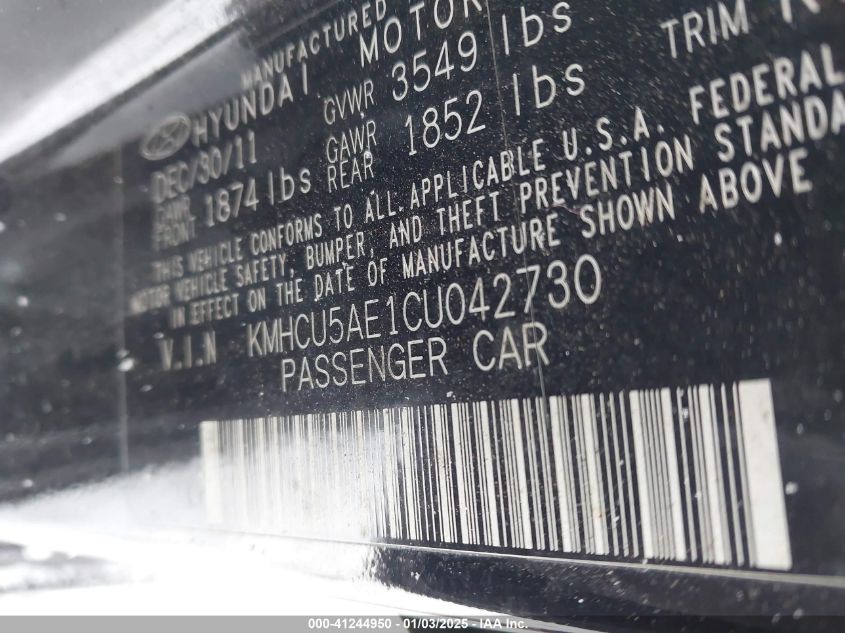 MANUFACTURED
HYUNDAI MOTOR
DEC/30/11 GVWR 3549 lbs TRIM
GAWR FRONT 1874 lbs GAWR REAR 1852 lbs
THIS VEHICLE CONFORMS TO ALL APPLICABLE U.S.A. FEDERAL
MOTOR VEHICLE SAFETY, BUMPER, AND THEFT PREVENTION STANDA
IN EFFECT ON THE DATE OF MANUFACTURE SHOWN ABOVE
V.I.N KMHCU5AE1CU042730
PASSENGER CAR
000-41244950 - 01/03/2025 - IAA Inc.